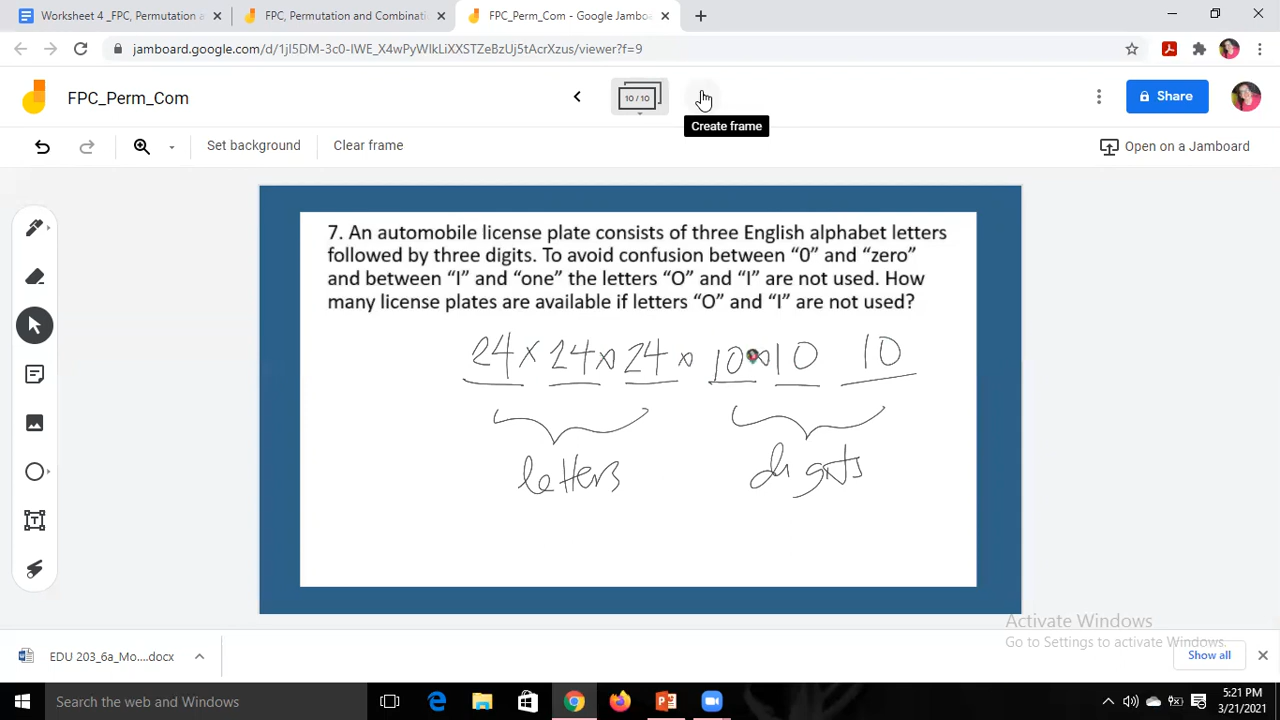 Worksheet 4 _FPC, Permutation a
FPC, Permutation and Combinati
FPC_Perm_Com - Google Jamboa
jamboard.google.com/d/1jI5DM-3c0-IWE_X4wPyWIkLiXXSTZeBzUj5tAcrXzus/viewer?f=9
FPC_Perm_Com
10 / 10
Share
Create frame
Set background
Clear frame
Open on a Jamboard
7. An automobile license plate consists of three English alphabet letters
followed by three digits. To avoid confusion between “0” and “zero”
and between “I” and “one” the letters “O” and “I” are not used. How
many license plates are available if letters “O” and “I” are not used?
24 × 24 × 24 × 10 × 10 10
letters digits
Activate Windows
Go to Settings to activate Windows.
EDU 203_6a_Mo....docx
Show all
Search the web and Windows
5:21 PM
3/21/2021